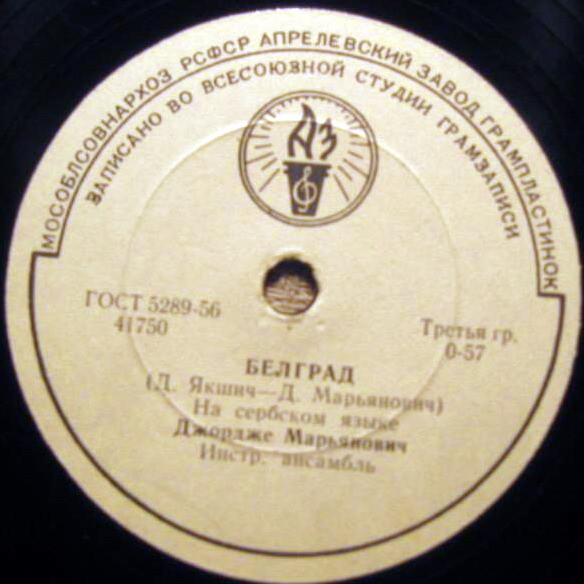 МОСОБЛСОВНАРХОЗ РСФСР АПРЕЛЕВСКИЙ ЗАВОД ГРАМПЛАСТИНОК
ЗАПИСАНО ВО ВСЕСОЮЗНОЙ СТУДИИ ГРАМЗАПИСИ
АЗ
ГОСТ 5289-56
41750
Третья гр.
0-57
БЕЛГРАД
(Д. Якшич—Д. Марьянович)
На сербском языке
Джордже Марьянович
Инстр. ансамбль